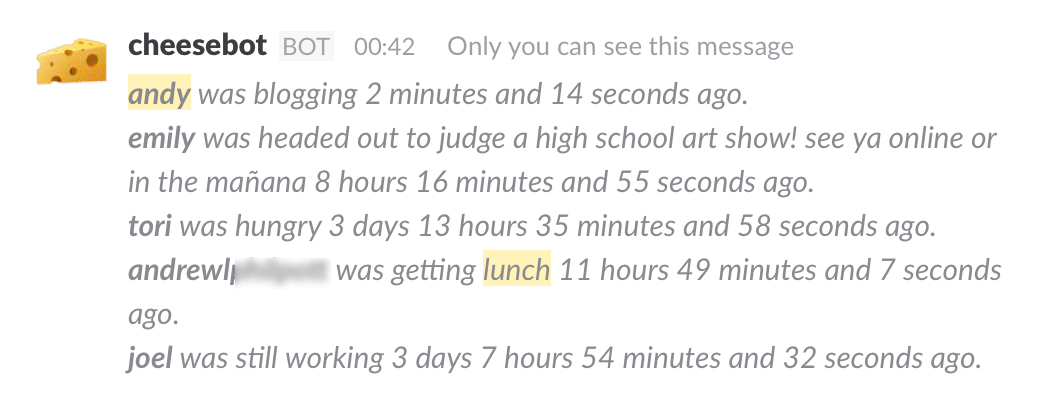 cheesebot BOT 00:42 Only you can see this message
andy was blogging 2 minutes and 14 seconds ago.
emily was headed out to judge a high school art show! see ya online or
in the mañana 8 hours 16 minutes and 55 seconds ago.
tori was hungry 3 days 13 hours 35 minutes and 58 seconds ago.
was getting lunch 11 hours 49 minutes and 7 seconds
ago.
joel was still working 3 days 7 hours 54 minutes and 32 seconds ago.